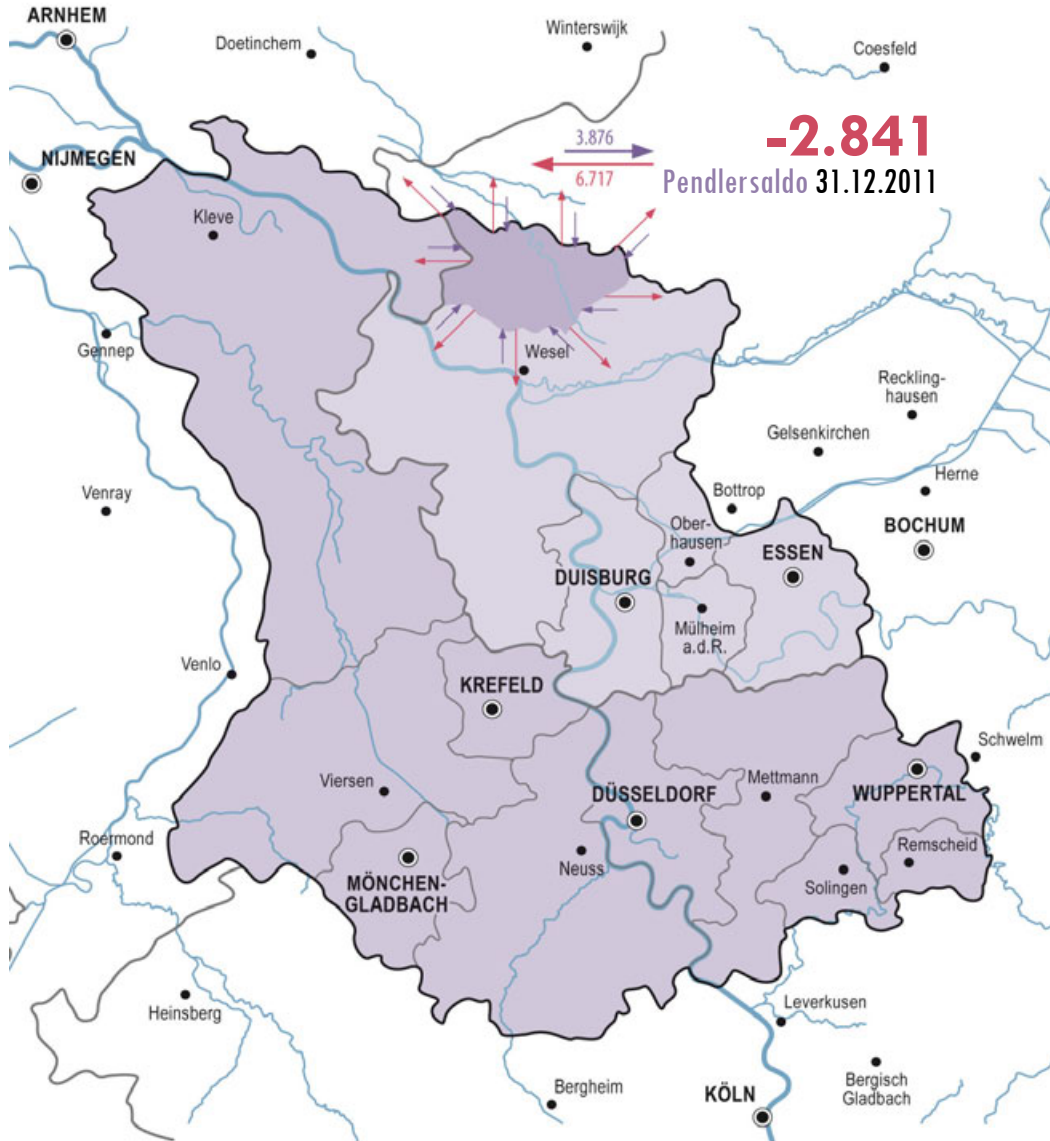 ARNHEM
Winterswijk
Doetinchem
Coesfeld
3.876
-2.841
6.717
Pendlersaldo 31.12.2011
NIJMEGEN
Kleve
Gennep
Wesel
Reckling-
hausen
Gelsenkirchen
Herne
Venray
Bottrop
BOCHUM
Ober-
hausen
ESSEN
DUISBURG
Mülheim
a.d.R.
Venlo
KREFELD
Schwelm
Viersen
Mettmann
DÜSSELDORF
WUPPERTAL
Roermond
Neuss
Remscheid
Solingen
MÖNCHEN-
GLADBACH
Heinsberg
Leverkusen
Bergheim
KÖLN
Bergisch
Gladbach